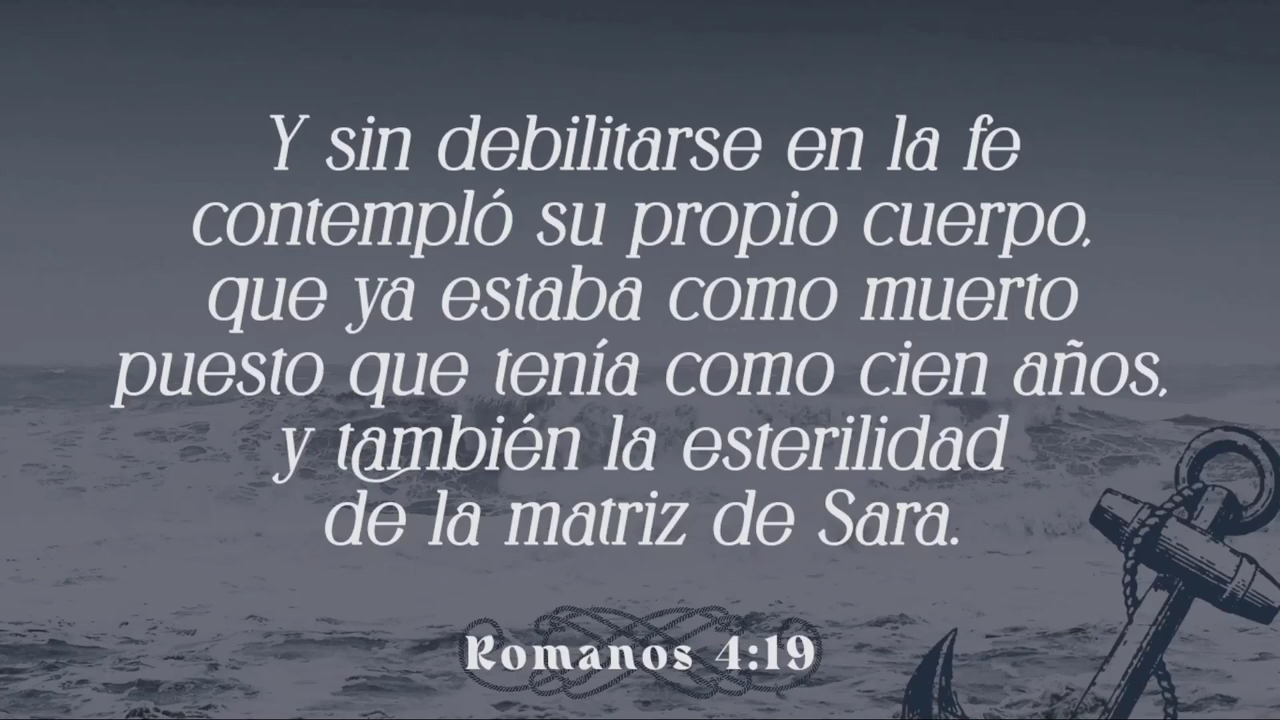 Y sin debilitarse en la fe
contempló su propio cuerpo,
que ya estaba como muerto
puesto que tenía como cien años,
y también la esterilidad
de la matriz de Sara.
Romanos 4:19